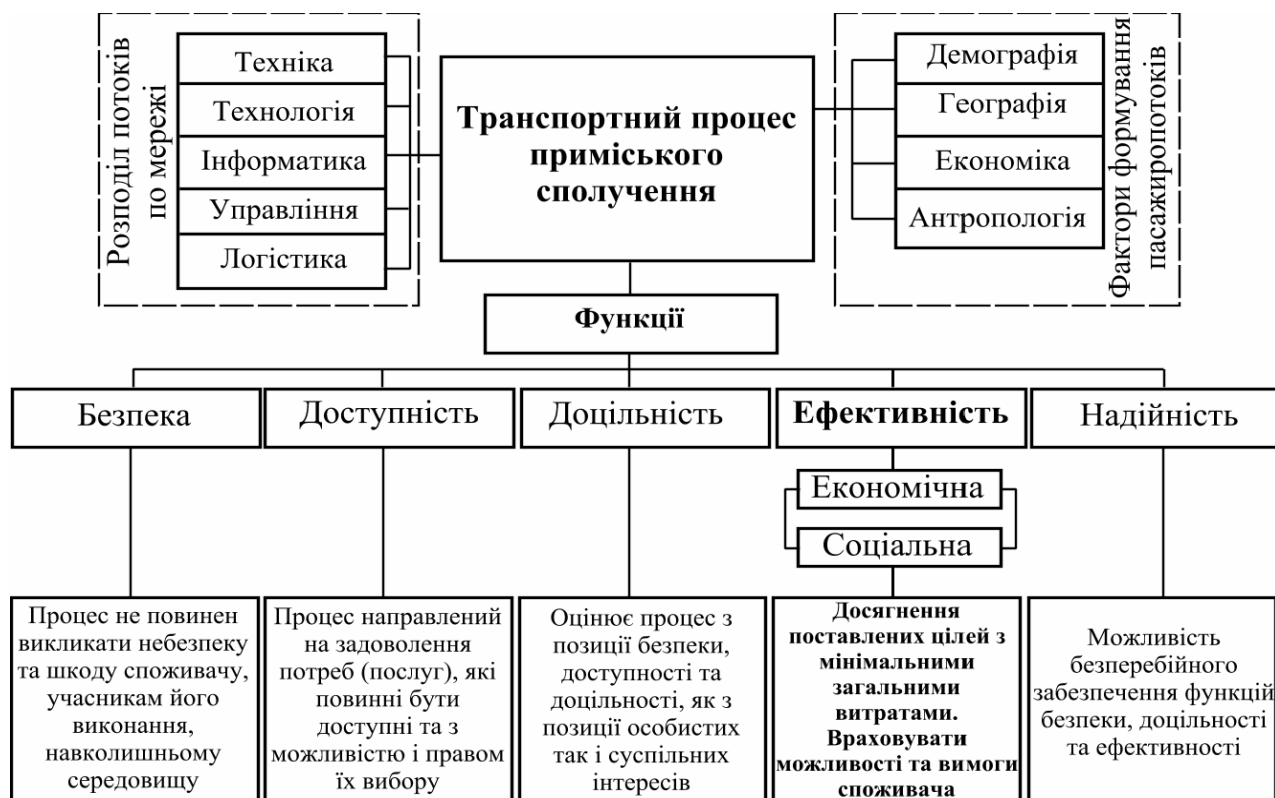 Розподіл потоків
по мережі
Техніка
Технологія
Інформатика
Управління
Логістика
Транспортний процес
приміського
сполучення
Демографія
Географія
Економіка
Антропологія
Фактори формування
пасажиропотоків
Функції
Безпека
Доступність
Доцільність
Ефективність
Надійність
Економічна
Соціальна
Процес не повинен
викликати небезпеку
та шкоду споживачу,
учасникам його
виконання,
навколишньому
середовищу
Процес направлений
на задоволення
потреб (послуг), які
повинні бути
доступні та з
можливістю і правом
їх вибору
Оцінює процес з
позиції безпеки,
доступності та
доцільності, як з
позиції особистих
так і суспільних
інтересів
Досягнення
поставлених цілей з
мінімальними
загальними
витратами.
Враховувати
можливості та вимоги
споживача
Можливість
безперебійного
забезпечення функцій
безпеки, доцільності
та ефективності